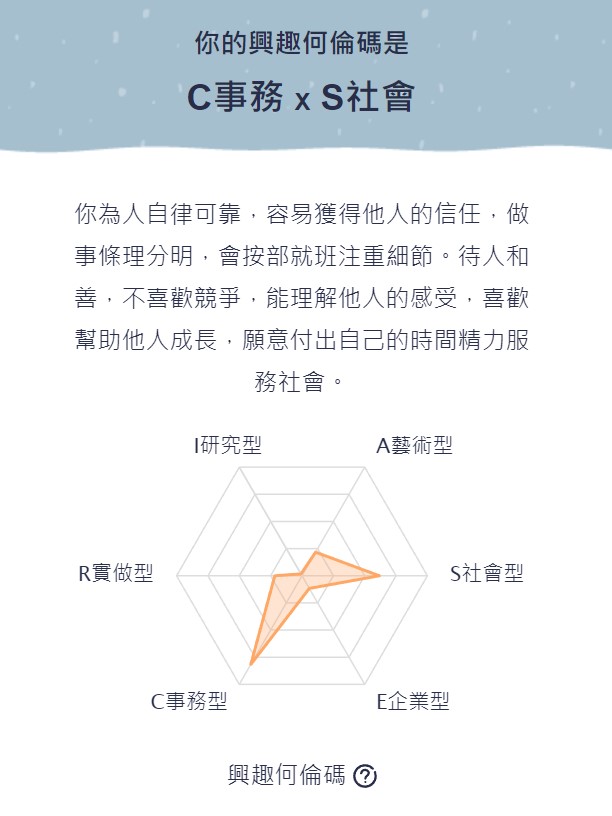 你的興趣何倫碼是
C事務 x S社會
你為人自律可靠，容易獲得他人的信任，做
事條理分明，會按部就班注重細節。待人和
善，不喜歡競爭，能理解他人的感受，喜歡
幫助他人成長，願意付出自己的時間精力服
務社會。
I研究型
A藝術型
R實做型
S社會型
C事務型
E企業型
興趣何倫碼 ?